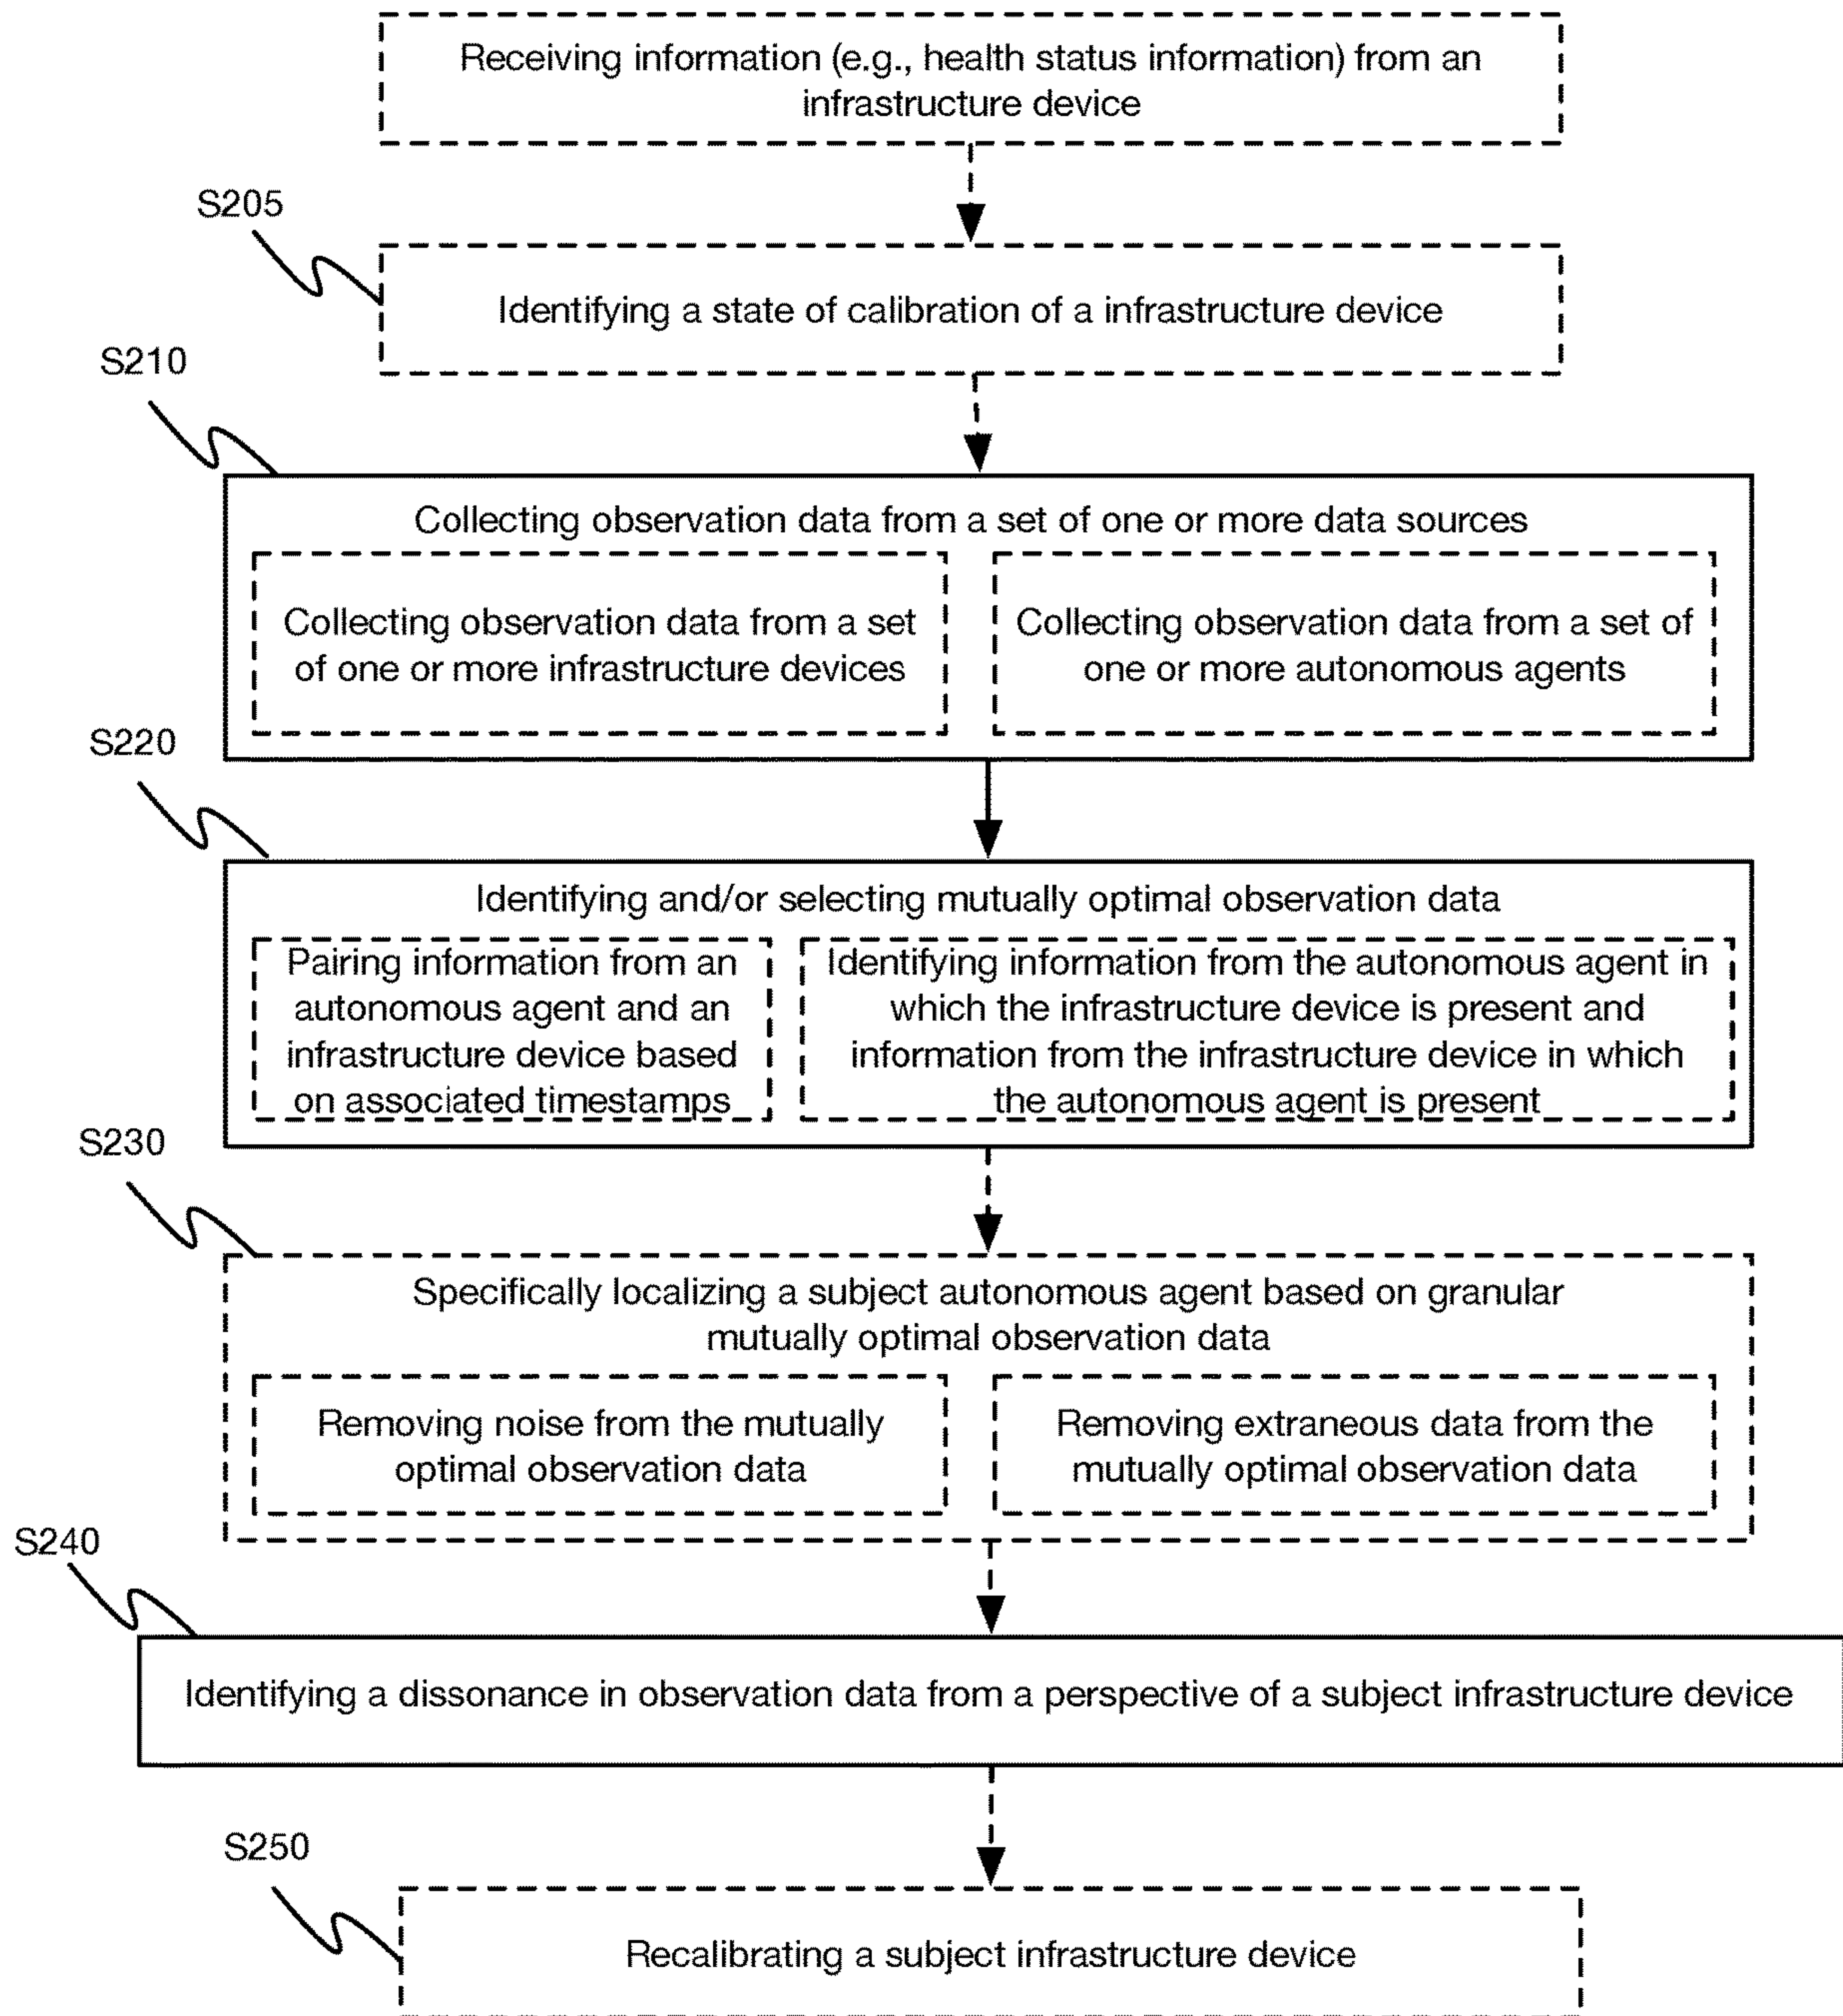 Receiving information (e.g., health status information) from an
infrastructure device
S205
Identifying a state of calibration of a infrastructure device
S210
Collecting observation data from a set of one or more data sources
Collecting observation data from a set
of one or more infrastructure devices
Collecting observation data from a set of
one or more autonomous agents
S220
Identifying and/or selecting mutually optimal observation data
Pairing information from an
autonomous agent and an
infrastructure device based
on associated timestamps
Identifying information from the autonomous agent in
which the infrastructure device is present and
information from the infrastructure device in which
the autonomous agent is present
S230
Specifically localizing a subject autonomous agent based on granular
mutually optimal observation data
Removing noise from the mutually
optimal observation data
Removing extraneous data from the
mutually optimal observation data
S240
Identifying a dissonance in observation data from a perspective of a subject infrastructure device
S250
Recalibrating a subject infrastructure device